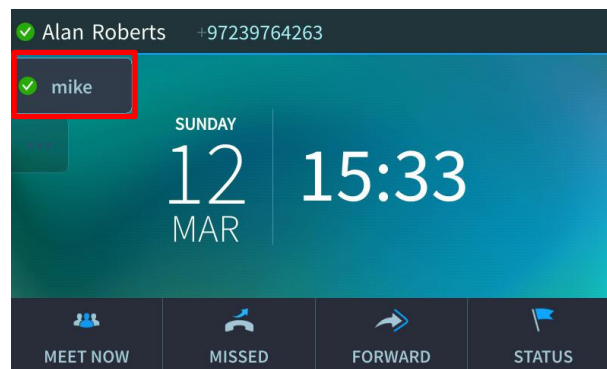 Alan Roberts +97239764263
mike
SUNDAY
12
MAR
15:33
MEET NOW MISSED FORWARD STATUS